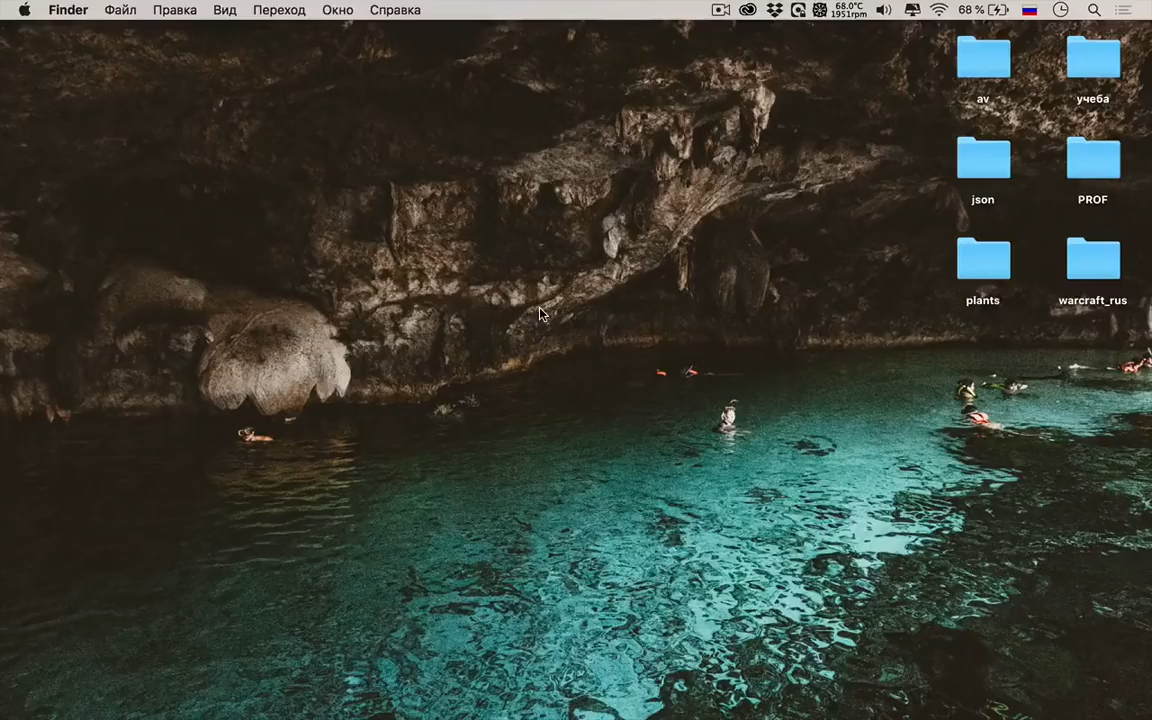 Finder Файл Правка Вид Переход Окно Справка 68.0°C 1951rpm 68 %
av учеба
json PROF
plants warcraft_rus